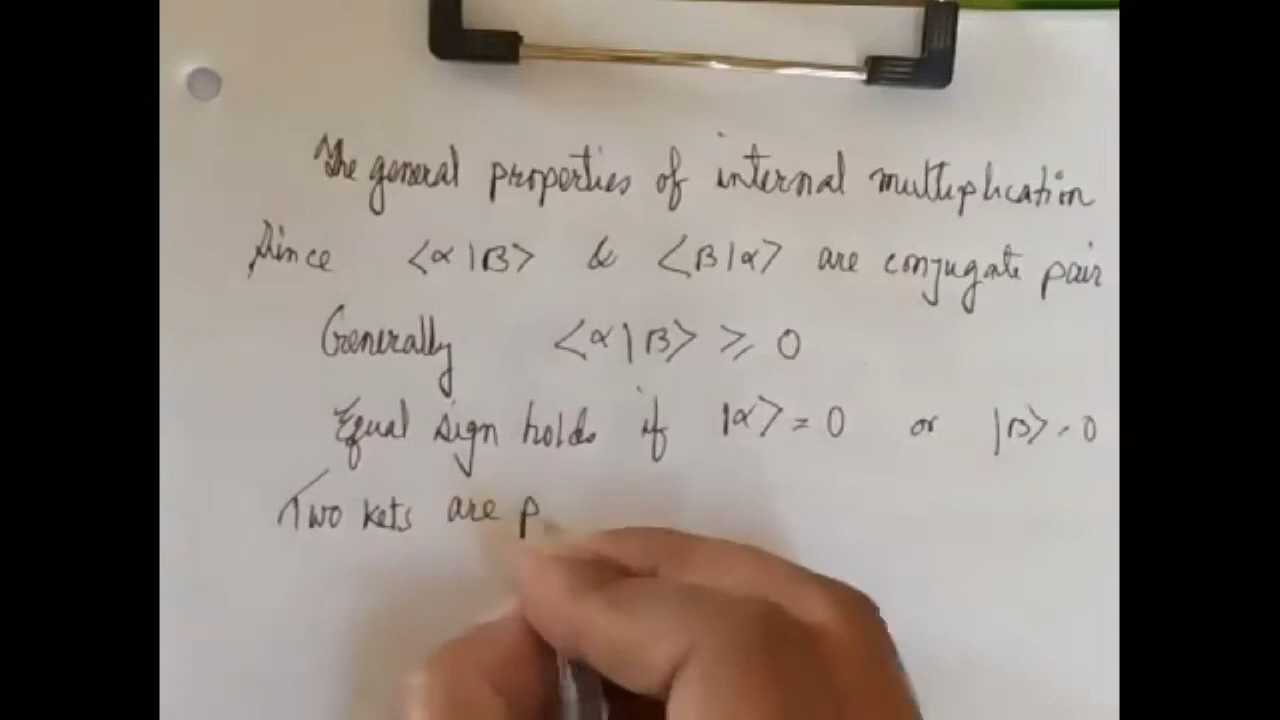 The general properties of internal multiplication
Since <α|β> & <β|α> are conjugate pair
Generally <α|β> ⩾ 0
Equal sign holds if |α> = 0 or |β> = 0
Two kets are p